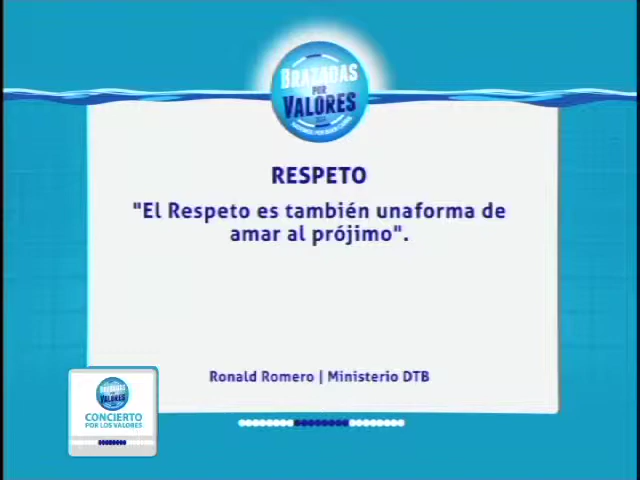 BRAZADAS
POR
VALORES
RESPETO
"El Respeto es también unaforma de
amar al prójimo".
Ronald Romero | Ministerio DTB
BRAZADAS
VALORES
CONCIERTO
POR LOS VALORES